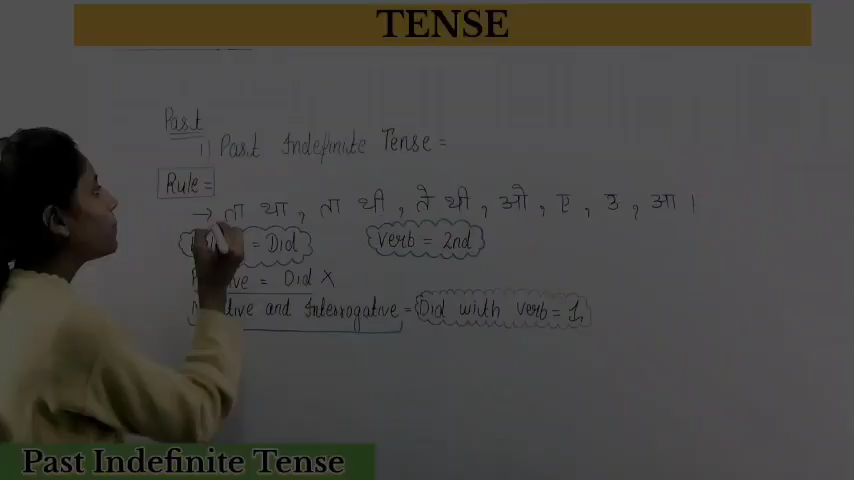 TENSE
Past
1) Past Indefinite Tense =
Rule =
→ ता था, ता थी, ते थी, ओ, ए, उ, आ।
= Did verb = 2nd
= Did X
and Interrogative = Did with verb = 1,
Past Indefinite Tense